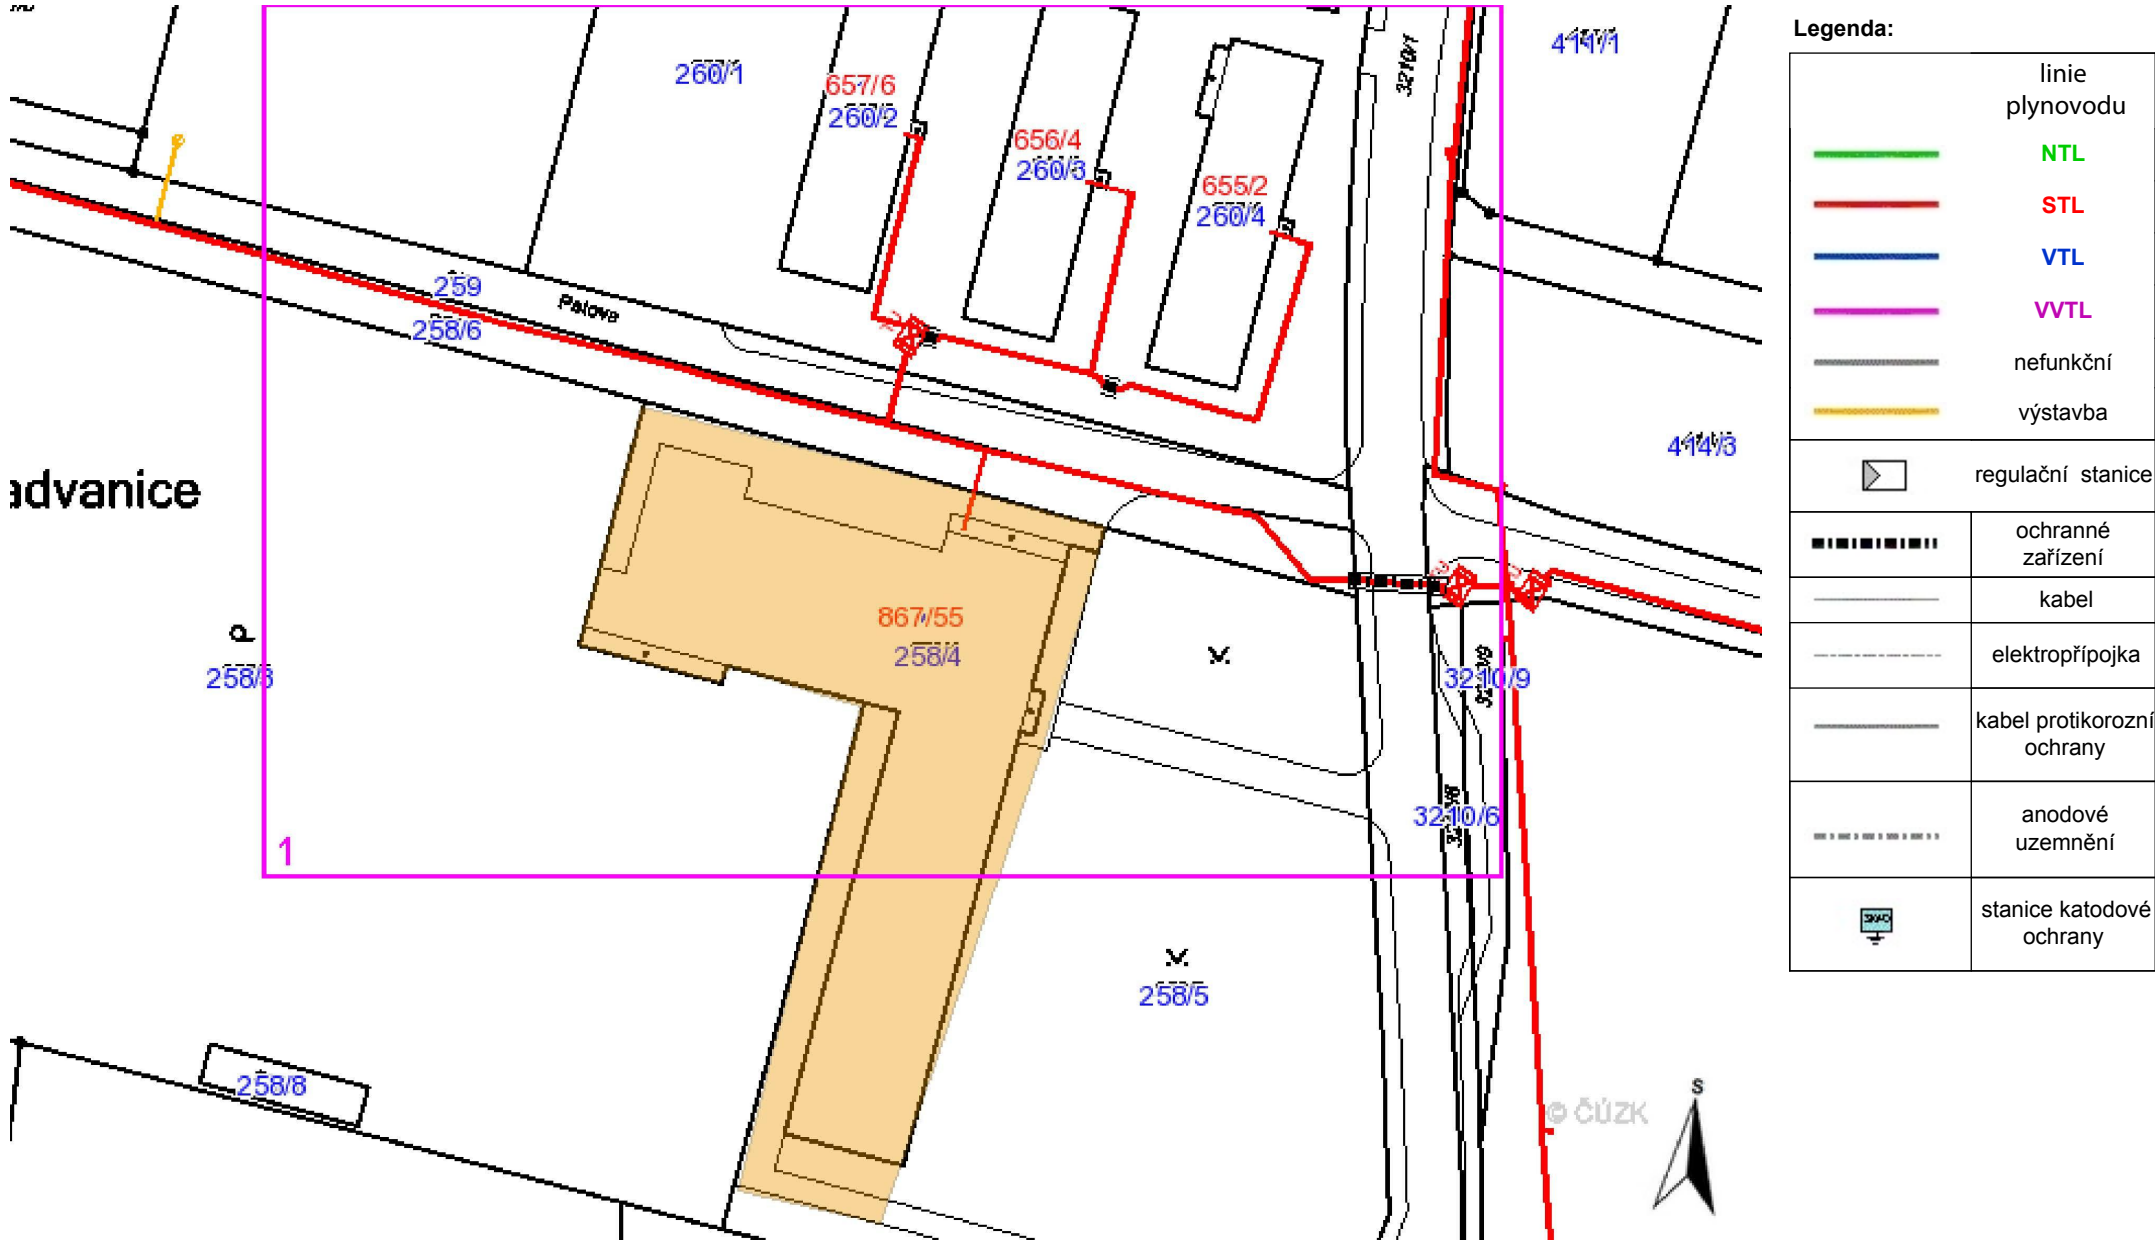 260/1
657/6
260/2
656/4
260/3
655/2
260/4
3210/1
411/1
259
258/6
Patova
414/3
advanice
867/55
258/4
P
258/3
3210/9
3210/6
1
258/5
258/8
© ČÚZK
S
Legenda:
linie
plynovodu
NTL
STL
VTL
VVTL
nefunkční
výstavba
regulační stanice
ochranné
zařízení
kabel
elektropřípojka
kabel protikorozní
ochrany
anodové
uzemnění
SKAO
stanice katodové
ochrany